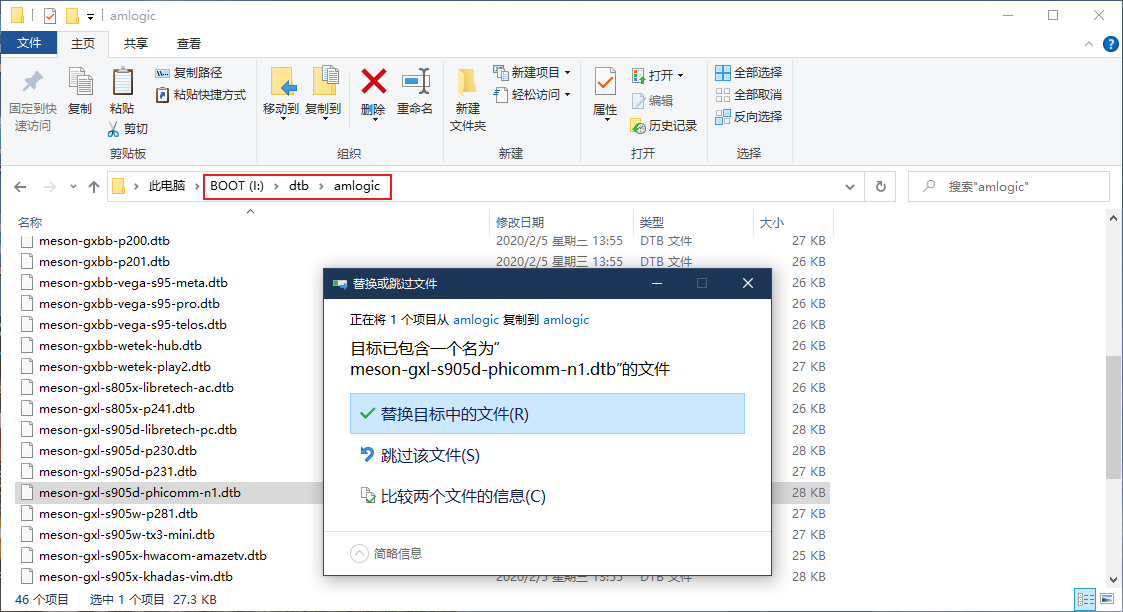 amlogic
文件 主页 共享 查看
固定到快速访问
复制
粘贴
复制路径
粘贴快捷方式
剪切
剪贴板
移动到
复制到
删除
重命名
组织
新建文件夹
新建项目
轻松访问
新建
属性
打开
编辑
历史记录
打开
全部选择
全部取消
反向选择
选择
此电脑 BOOT (I:) dtb amlogic
搜索"amlogic"
名称 修改日期 类型 大小
meson-gxbb-p200.dtb 2020/2/5 星期三 13:55 DTB 文件 27 KB
meson-gxbb-p201.dtb 2020/2/5 星期三 13:55 DTB 文件 26 KB
meson-gxbb-vega-s95-meta.dtb 26 KB
meson-gxbb-vega-s95-pro.dtb 26 KB
meson-gxbb-vega-s95-telos.dtb 26 KB
meson-gxbb-wetek-hub.dtb 26 KB
meson-gxbb-wetek-play2.dtb 27 KB
meson-gxl-s805x-libretech-ac.dtb 26 KB
meson-gxl-s805x-p241.dtb 26 KB
meson-gxl-s905d-libretech-pc.dtb 28 KB
meson-gxl-s905d-p230.dtb 28 KB
meson-gxl-s905d-p231.dtb 27 KB
meson-gxl-s905d-phicomm-n1.dtb 28 KB
meson-gxl-s905w-p281.dtb 27 KB
meson-gxl-s905w-tx3-mini.dtb 27 KB
meson-gxl-s905x-hwacom-amazetv.dtb 25 KB
meson-gxl-s905x-khadas-vim.dtb 2020/2/5 星期三 13:55 DTB 文件 28 KB
替换或跳过文件
正在将 1 个项目从 amlogic 复制到 amlogic
目标已包含一个名为“
meson-gxl-s905d-phicomm-n1.dtb”的文件
替换目标中的文件(R)
跳过该文件(S)
比较两个文件的信息(C)
简略信息
46 个项目 选中 1 个项目 27.3 KB